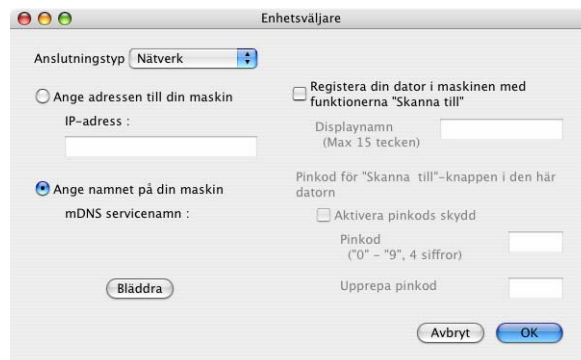 Enhetsväljare
Anslutningstyp Nätverk
Ange adressen till din maskin
IP-adress :
Ange namnet på din maskin
mDNS servicenamn :
Bläddra
Registera din dator i maskinen med
funktionerna "Skanna till"
Displaynamn
(Max 15 tecken)
Pinkod för "Skanna till"-knappen i den här
datorn
Aktivera pinkods skydd
Pinkod
("0" - "9", 4 siffror)
Upprepa pinkod
Avbryt
OK